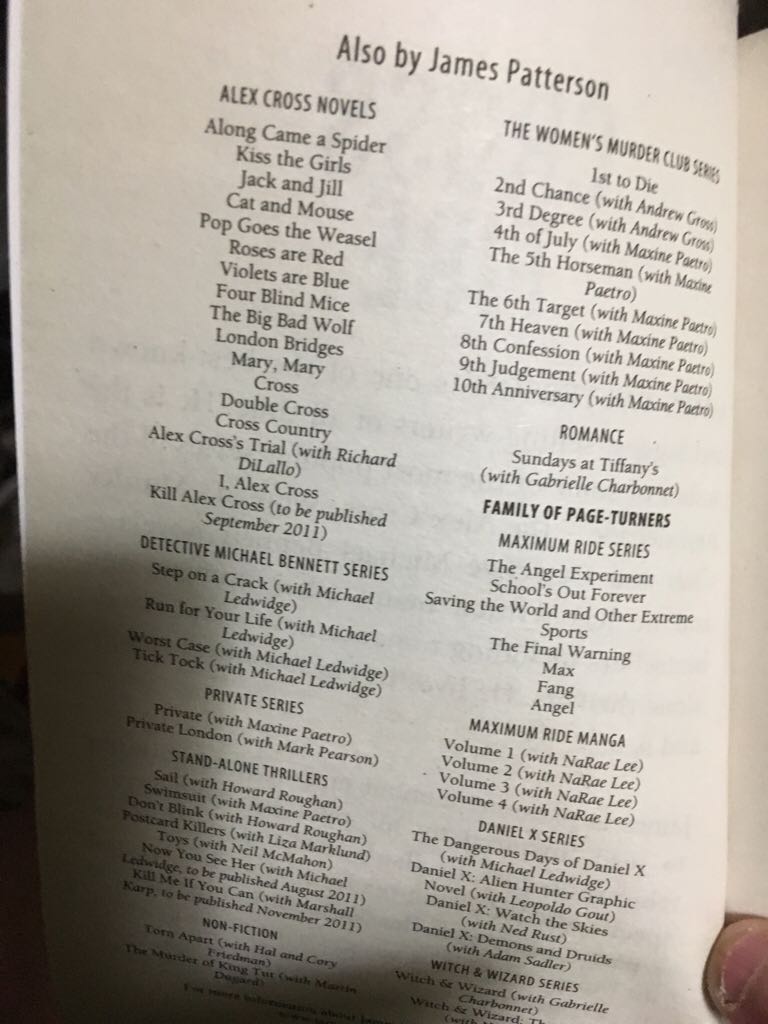 Also by James Patterson
ALEX CROSS NOVELS
Along Came a Spider
Kiss the Girls
Jack and Jill
Cat and Mouse
Pop Goes the Weasel
Roses are Red
Violets are Blue
Four Blind Mice
The Big Bad Wolf
London Bridges
Mary, Mary
Cross
Double Cross
Cross Country
Alex Cross's Trial (with Richard
DiLallo)
I, Alex Cross
Kill Alex Cross (to be published
September 2011)
DETECTIVE MICHAEL BENNETT SERIES
Step on a Crack (with Michael
Ledwidge)
Run for Your Life (with Michael
Ledwidge)
Worst Case (with Michael Ledwidge)
Tick Tock (with Michael Ledwidge)
PRIVATE SERIES
Private (with Maxine Paetro)
Private London (with Mark Pearson)
STAND-ALONE THRILLERS
Sail (with Howard Roughan)
Swimsuit (with Maxine Paetro)
Don't Blink (with Howard Roughan)
Postcard Killers (with Liza Marklund)
Toys (with Neil McMahon)
Now You See Her (with Michael
Ledwidge, to be published August 2011)
Kill Me If You Can (with Marshall
Karp, to be published November 2011)
NON-FICTION
Torn Apart (with Hal and Cory
Friedman)
The Murder of King Tut (with Martin
Dugard)
For more information about
THE WOMEN'S MURDER CLUB SERIES
1st to Die
2nd Chance (with Andrew Gross)
3rd Degree (with Andrew Gross)
4th of July (with Maxine Paetro)
The 5th Horseman (with Maxine
Paetro)
The 6th Target (with Maxine Paetro)
7th Heaven (with Maxine Paetro)
8th Confession (with Maxine Paetro)
9th Judgement (with Maxine Paetro)
10th Anniversary (with Maxine Paetro)
ROMANCE
Sundays at Tiffany's
(with Gabrielle Charbonnet)
FAMILY OF PAGE-TURNERS
MAXIMUM RIDE SERIES
The Angel Experiment
School's Out Forever
Saving the World and Other Extreme
Sports
The Final Warning
Max
Fang
Angel
MAXIMUM RIDE MANGA
Volume 1 (with NaRae Lee)
Volume 2 (with NaRae Lee)
Volume 3 (with NaRae Lee)
Volume 4 (with NaRae Lee)
DANIEL X SERIES
The Dangerous Days of Daniel X
(with Michael Ledwidge)
Daniel X: Alien Hunter Graphic
Novel (with Leopoldo Gout)
Daniel X: Watch the Skies
(with Ned Rust)
Daniel X: Demons and Druids
(with Adam Sadler)
WITCH & WIZARD SERIES
Witch & Wizard (with Gabrielle
Charbonnet)
Witch & Wizard: